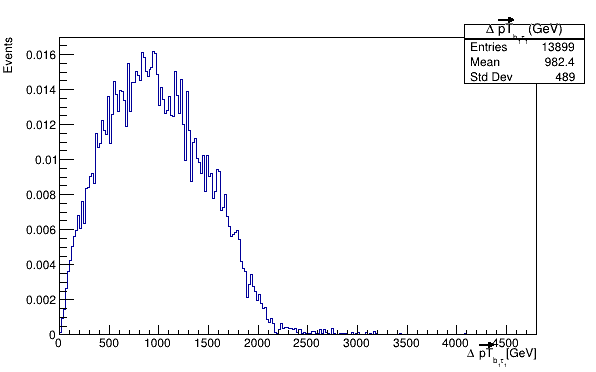 Δ pT b₁τ₁ (GeV)
Entries 13899
Mean 982.4
Std Dev 489
Events
0.016
0.014
0.012
0.01
0.008
0.006
0.004
0.002
0
0 500 1000 1500 2000 2500 3000 3500 4000 4500
Δ pT b₁τ₁ [GeV]